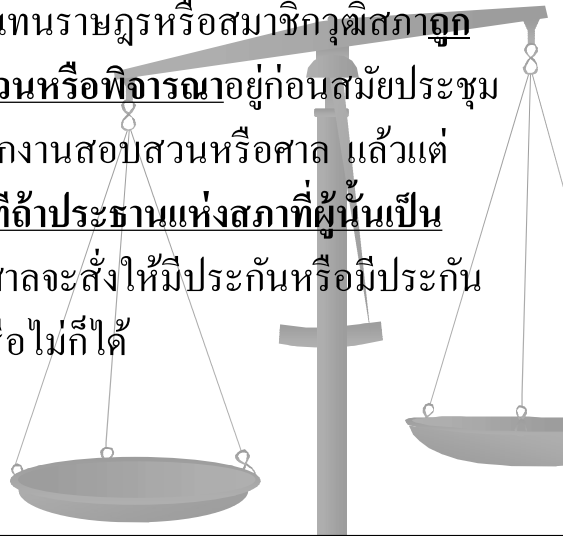 แทนราษฎรหรือสมาชิกวุฒิสภาถูก
วนหรือพิจารณาอยู่ก่อนสมัยประชุม
กงานสอบสวนหรือศาล แล้วแต่
ทีถ้าประธานแห่งสภาที่ผู้นั้นเป็น
ศาลจะสั่งให้มีประกันหรือมีประกัน
รือไม่ก็ได้